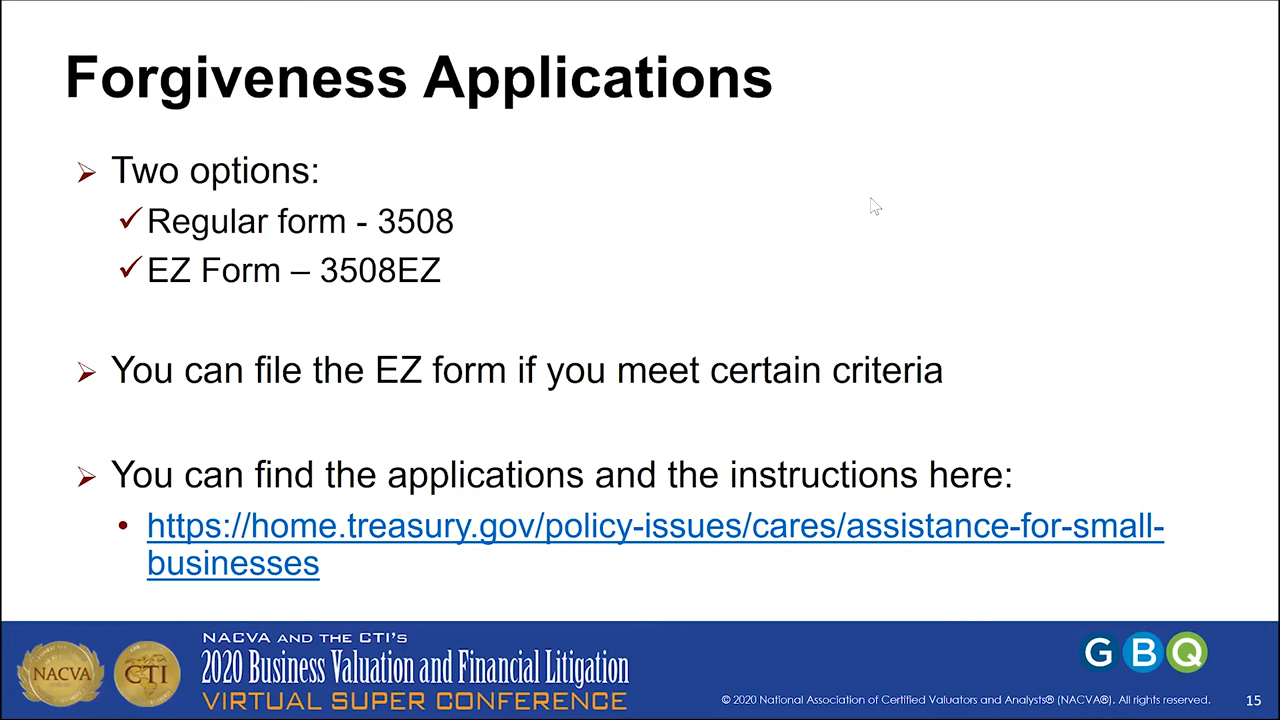 Forgiveness Applications
Two options:
Regular form - 3508
EZ Form – 3508EZ
You can file the EZ form if you meet certain criteria
You can find the applications and the instructions here:
https://home.treasury.gov/policy-issues/cares/assistance-for-small-
businesses
NACVA
CTI
NACVA AND THE CTI'S
2020 Business Valuation and Financial Litigation
VIRTUAL SUPER CONFERENCE
GBQ
© 2020 National Association of Certified Valuators and Analysts® (NACVA®). All rights reserved.
15